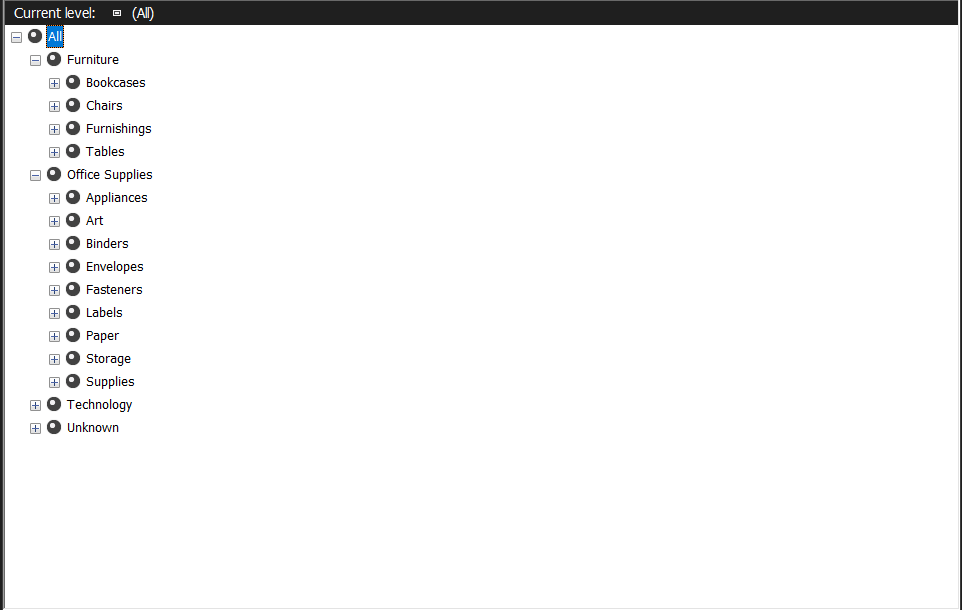 Current level: (All)
All
Furniture
Bookcases
Chairs
Furnishings
Tables
Office Supplies
Appliances
Art
Binders
Envelopes
Fasteners
Labels
Paper
Storage
Supplies
Technology
Unknown